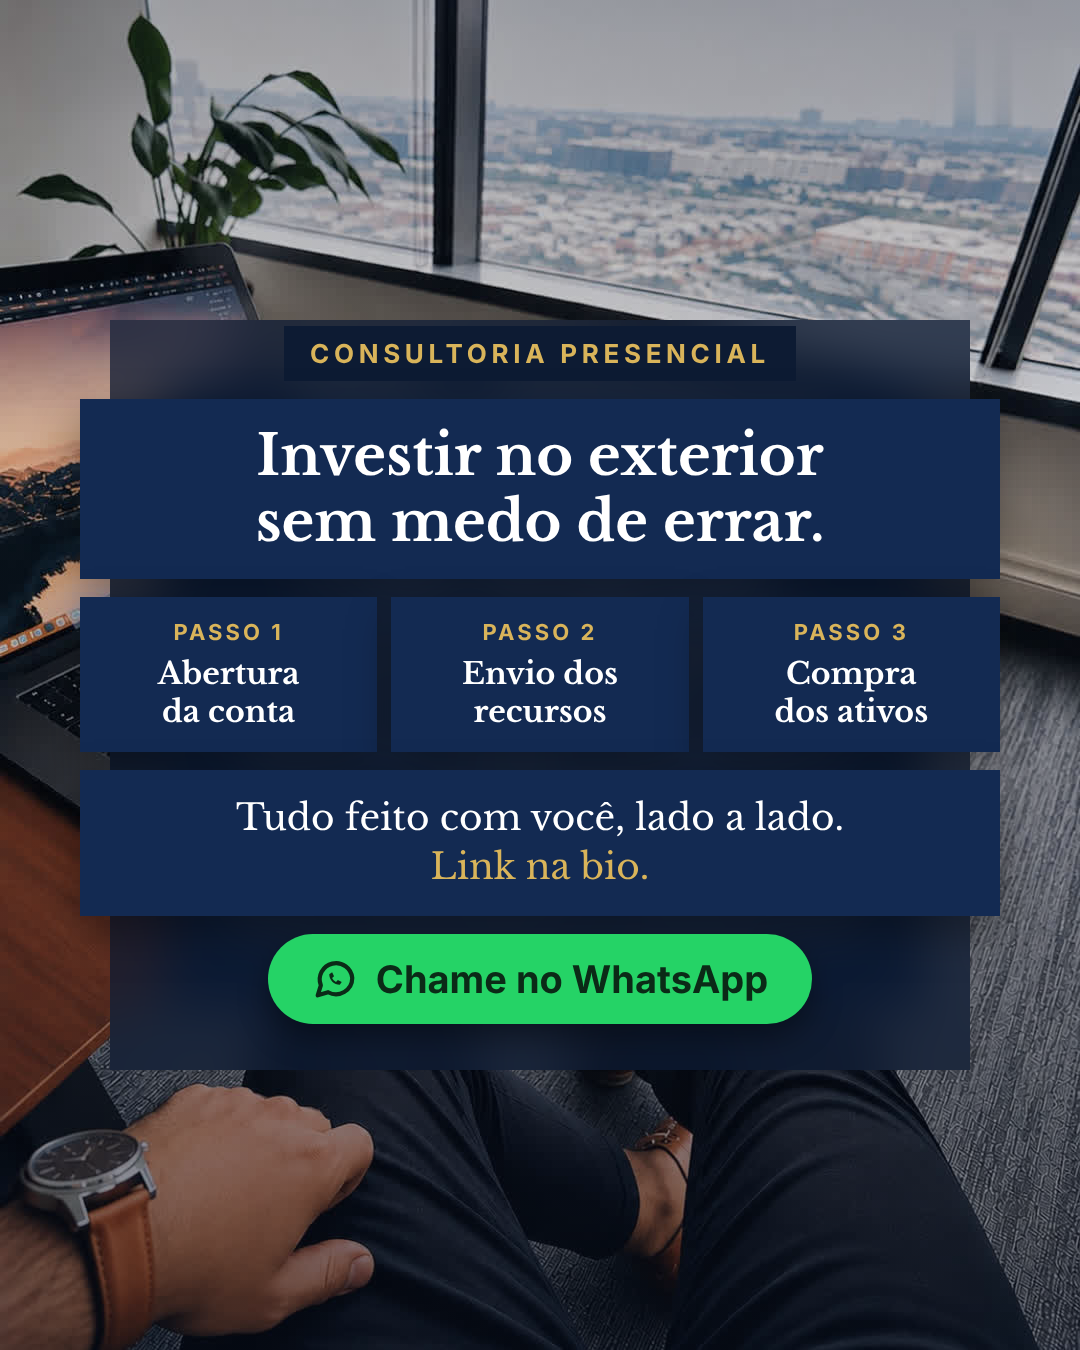 CONSULTORIA PRESENCIAL
Investir no exterior
sem medo de errar.
PASSO 1
Abertura
da conta
PASSO 2
Envio dos
recursos
PASSO 3
Compra
dos ativos
Tudo feito com você, lado a lado.
Link na bio.
Chame no WhatsApp